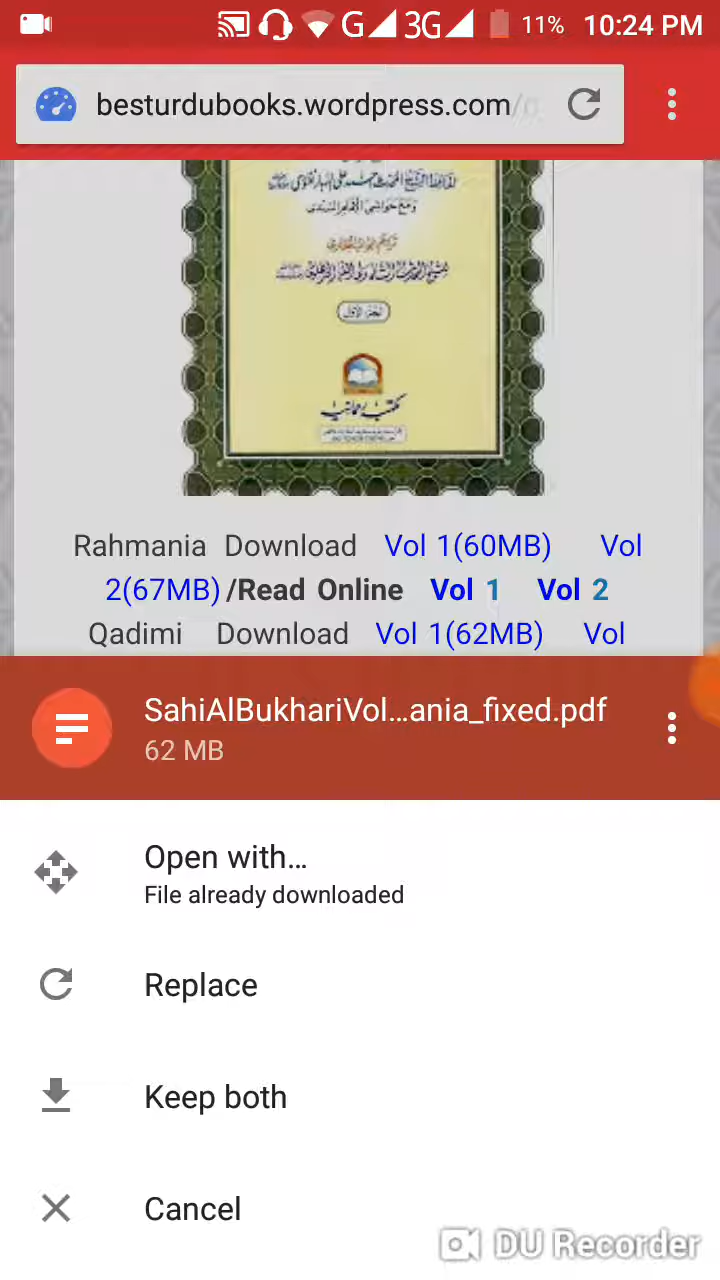 G 3G 11% 10:24 PM
besturdubooks.wordpress.com/
Rahmania Download Vol 1(60MB) Vol
2(67MB) /Read Online Vol 1 Vol 2
Qadimi Download Vol 1(62MB) Vol
SahiAlBukhariVol...ania_fixed.pdf
62 MB
Open with...
File already downloaded
Replace
Keep both
Cancel
DU Recorder